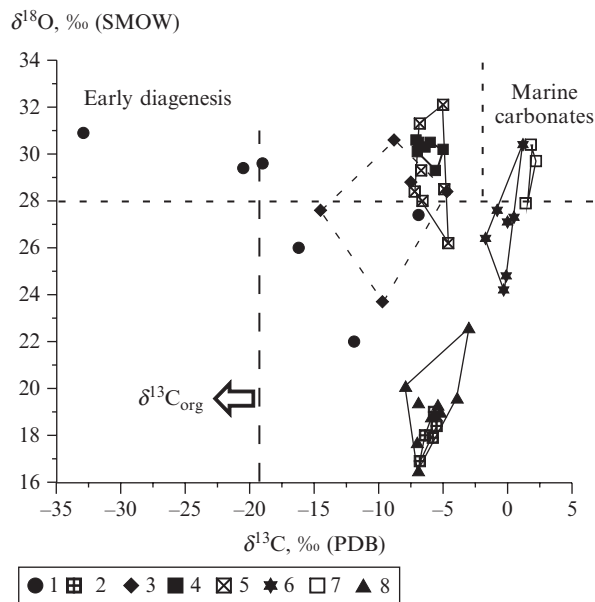 δ¹⁸O, ‰ (SMOW)
34
32
30
28
26
24
22
20
18
16
Early diagenesis
Marine
carbonates
δ¹³Corg
–35 –30 –25 –20 –15 –10 –5 0 5
δ¹³C, ‰ (PDB)
1 2 3 4 5 6 7 8